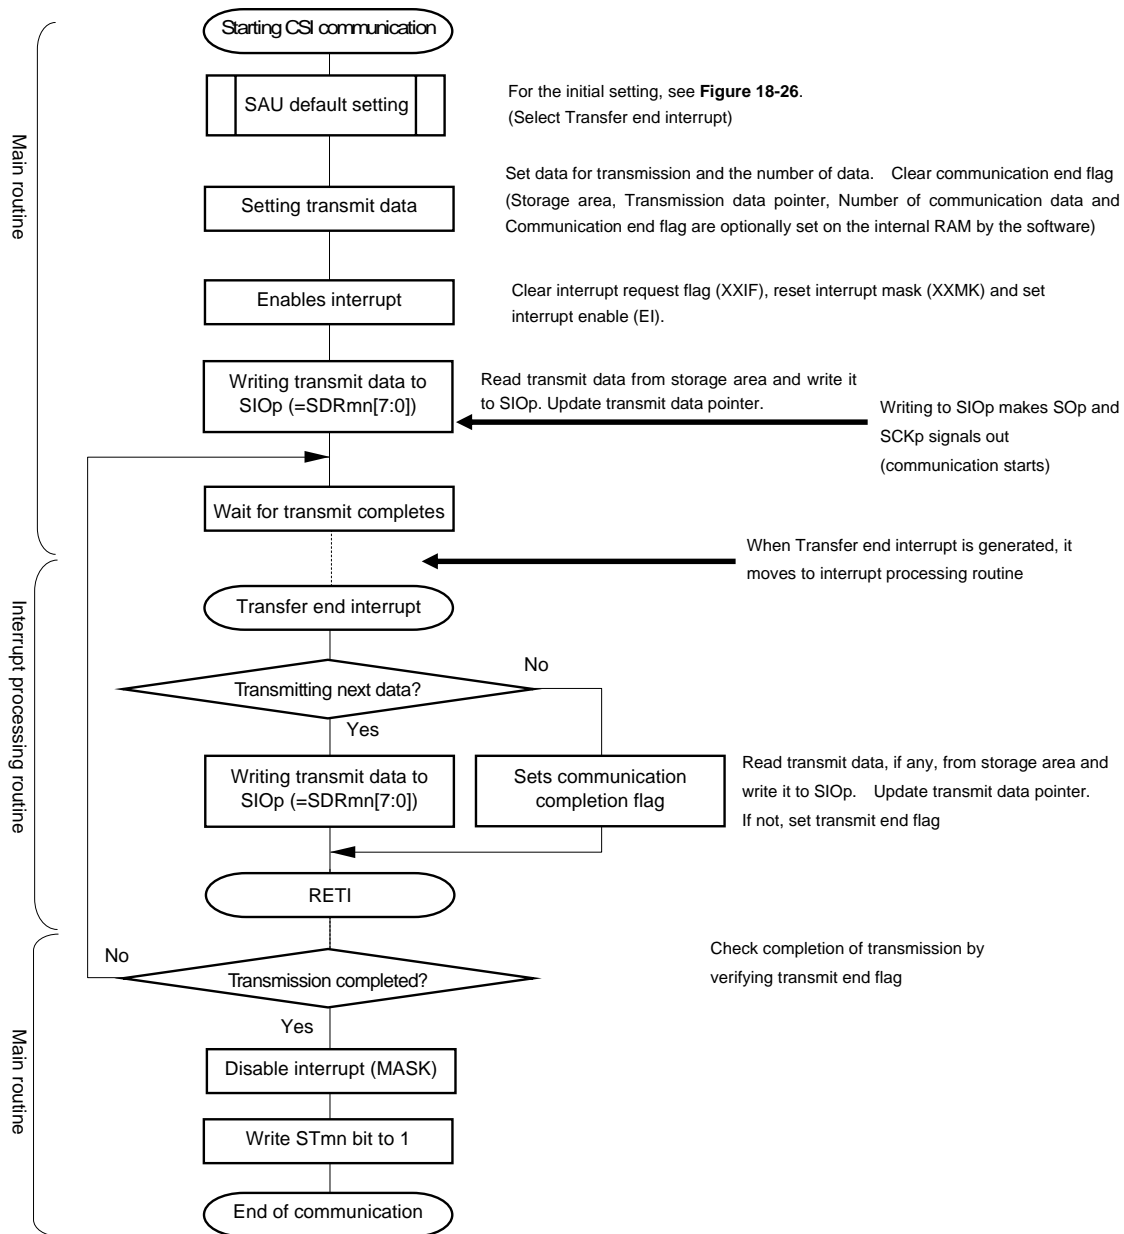 Starting CSI communication
SAU default setting
For the initial setting, see Figure 18-26.
(Select Transfer end interrupt)
Main routine
Setting transmit data
Set data for transmission and the number of data. Clear communication end flag
(Storage area, Transmission data pointer, Number of communication data and
Communication end flag are optionally set on the internal RAM by the software)
Enables interrupt
Clear interrupt request flag (XXIF), reset interrupt mask (XXMK) and set
interrupt enable (EI).
Writing transmit data to
SIOp (=SDRmn[7:0])
Read transmit data from storage area and write it
to SIOp. Update transmit data pointer.
Writing to SIOp makes SOp and
SCKp signals out
(communication starts)
Wait for transmit completes
When Transfer end interrupt is generated, it
moves to interrupt processing routine
Interrupt processing routine
Transfer end interrupt
No
Transmitting next data?
Yes
Writing transmit data to
SIOp (=SDRmn[7:0])
Sets communication
completion flag
Read transmit data, if any, from storage area and
write it to SIOp. Update transmit data pointer.
If not, set transmit end flag
RETI
No
Transmission completed?
Check completion of transmission by
verifying transmit end flag
Yes
Main routine
Disable interrupt (MASK)
Write STmn bit to 1
End of communication